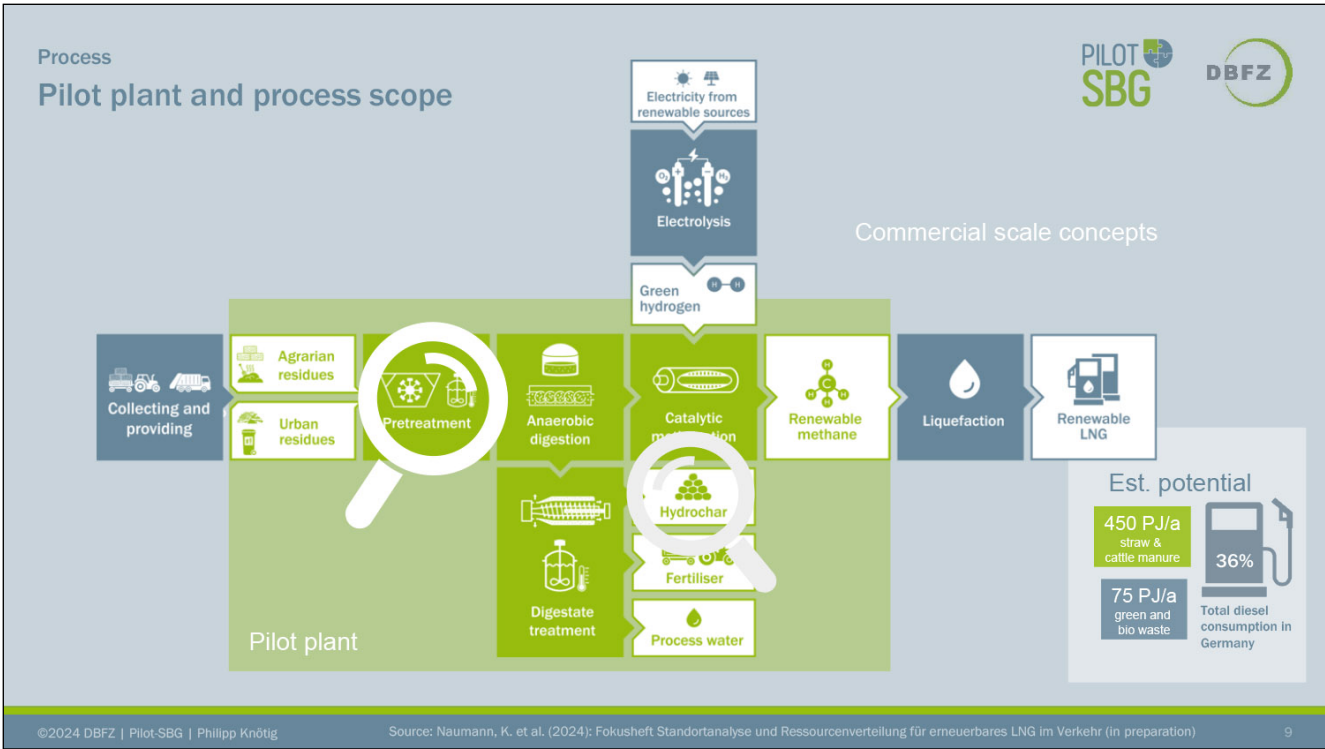 Process
Pilot plant and process scope
PILOT
SBG
DBFZ
Electricity from
renewable sources
O₂
H₂
Electrolysis
Commercial scale concepts
Green
hydrogen
H
H
Collecting and
providing
Agrarian
residues
Urban
residues
Pretreatment
Anaerobic
digestion
Catalytic
H
C
H
H
H
Renewable
methane
Liquefaction
Renewable
LNG
Digestate
treatment
Hydrochar
Fertiliser
Process water
Pilot plant
Est. potential
450 PJ/a
straw &
cattle manure
75 PJ/a
green and
bio waste
36%
Total diesel
consumption in
Germany
©2024 DBFZ | Pilot-SBG | Philipp Knötig
Source: Naumann, K. et al. (2024): Fokusheft Standortanalyse und Ressourcenverteilung für erneuerbares LNG im Verkehr (in preparation)
9